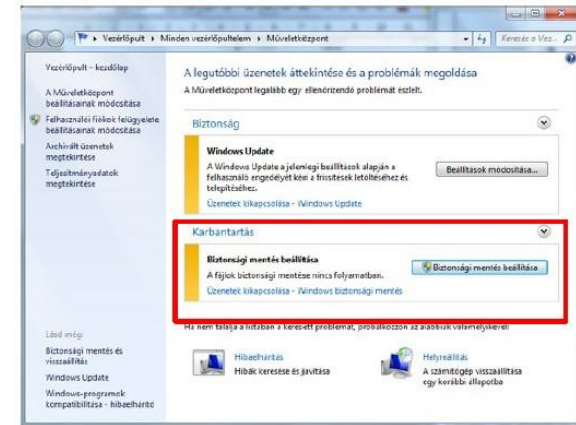 Vezérlőpult ▸ Minden vezérlőpultelem ▸ Műveletközpont
Keresés a Vez...
Vezérlőpult – kezdőlap
A Műveletközpont
beállításainak módosítása
Felhasználói fiókok felügyelete
beállításainak módosítása
Archivált üzenetek
megtekintése
Teljesítményadatok
megtekintése
A legutóbbi üzenetek áttekintése és a problémák megoldása
A Műveletközpont legalább egy ellenőrizendő problémát észlelt.
Biztonság
Windows Update
A Windows Update a jelenlegi beállítások alapján a
felhasználó engedélyét kéri a frissítések letöltéséhez és
telepítéséhez.
Beállítások módosítása...
Üzenetek kikapcsolása - Windows Update
Karbantartás
Biztonsági mentés beállítása
A fájlok biztonsági mentése nincs folyamatban.
Biztonsági mentés beállítása
Üzenetek kikapcsolása - Windows biztonsági mentés
Ha nem találja a listában a keresett problémát, próbálkozzon az alábbiak valamelyikével:
Hibaelhárítás
Hibák keresése és javítása
Helyreállítás
A számítógép visszaállítása
egy korábbi állapotba
Lásd még:
Biztonsági mentés és
visszaállítás
Windows Update
Windows-programok
kompatibilitása - hibaelhárító